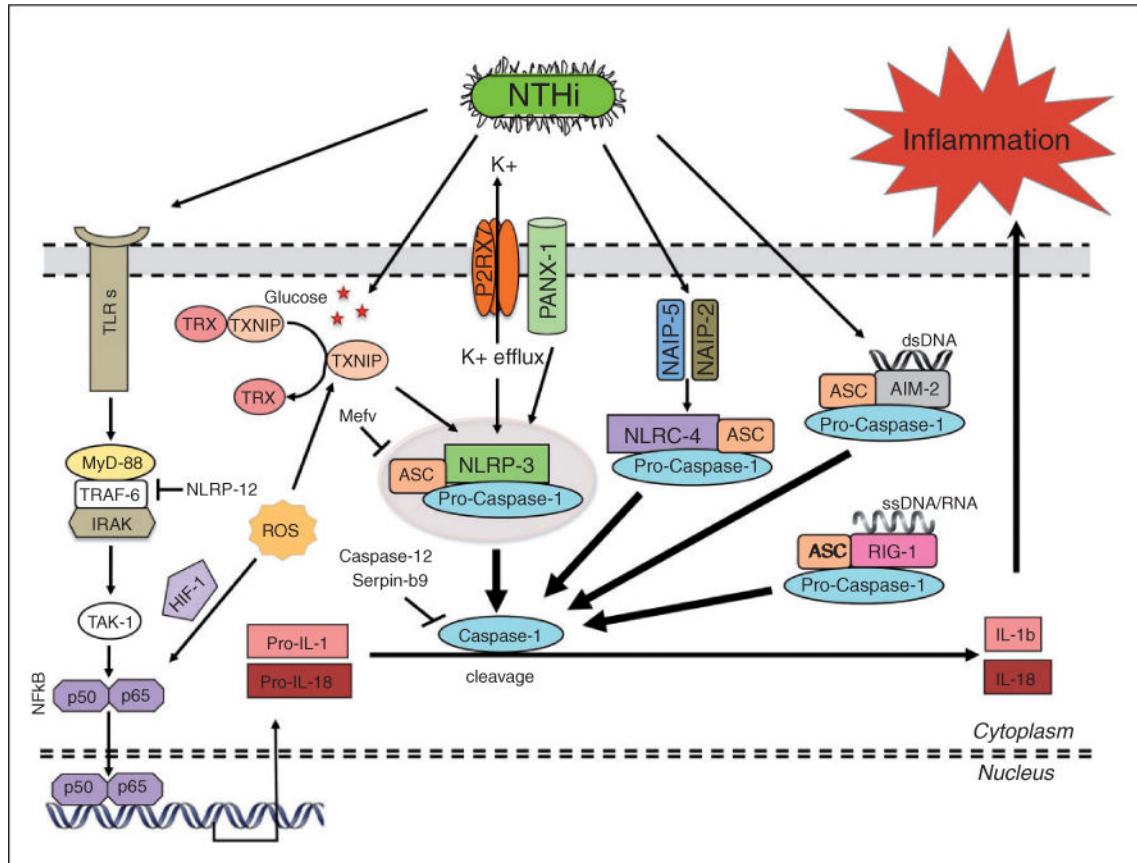 NTHi
Inflammation
K+
TLR s
P2RX7
PANX-1
Glucose
TRX
TXNIP
TXNIP
TRX
K+ efflux
NAIP-5
NAIP-2
dsDNA
ASC
AIM-2
Pro-Caspase-1
Mefv
MyD-88
TRAF-6
IRAK
NLRP-12
ASC
NLRP-3
Pro-Caspase-1
NLRC-4
ASC
Pro-Caspase-1
ssDNA/RNA
ASC
RIG-1
Pro-Caspase-1
ROS
HIF-1
Caspase-12
Serpin-b9
TAK-1
Caspase-1
cleavage
Pro-IL-1
Pro-IL-18
IL-1b
IL-18
NFkB
p50
p65
Cytoplasm
Nucleus
p50
p65